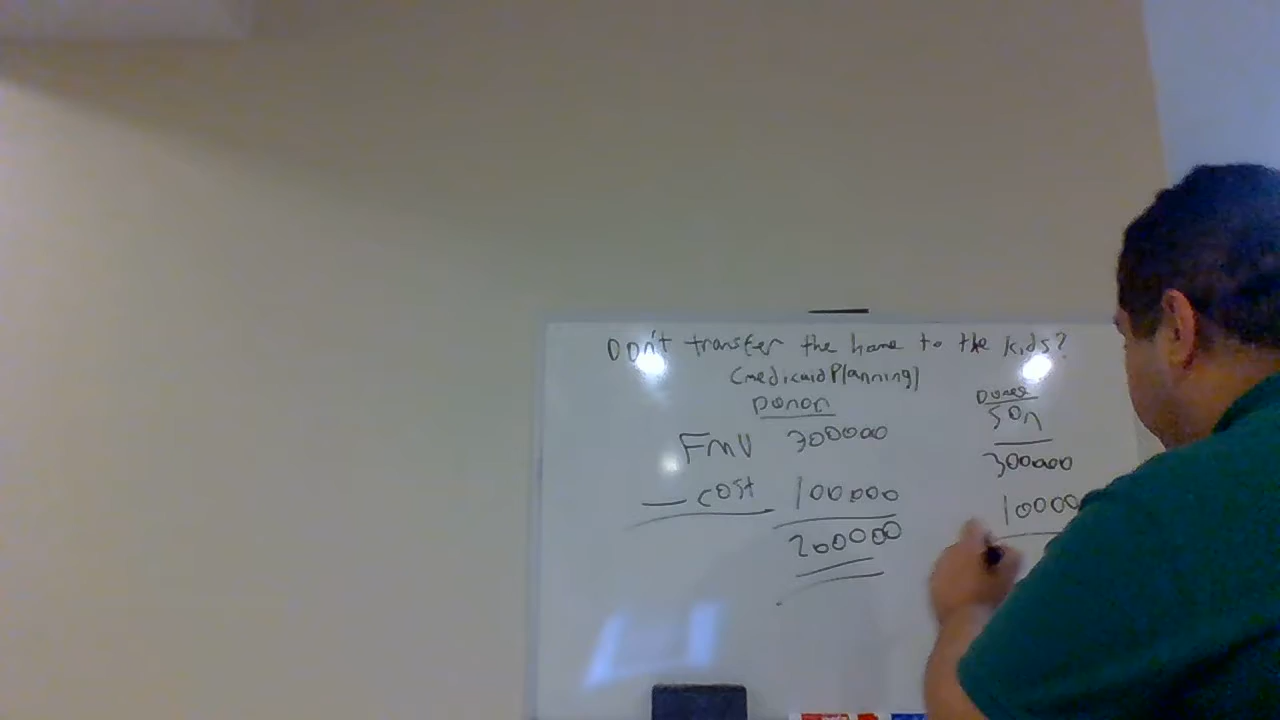 Don't transfer the home to the kids?
(medicaid Planning)
Donor
Donee
Son
FMV 300000
300000
— cost 100000
10000
200000